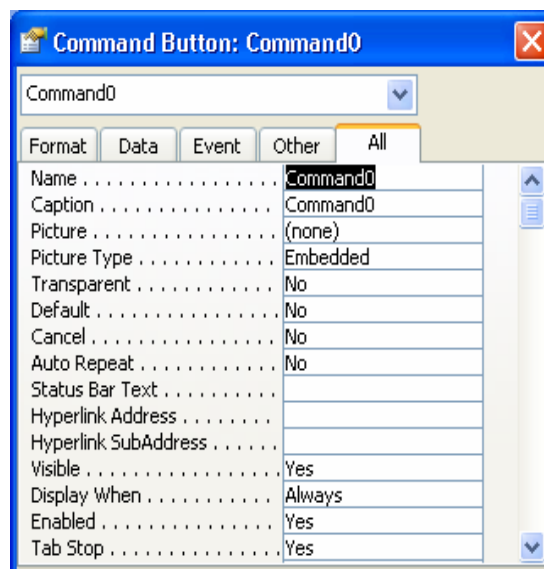 Command Button: Command0
Command0
Format Data Event Other All
Name . . . . . . . . . . . . . . . . . Command0
Caption . . . . . . . . . . . . . . . . Command0
Picture . . . . . . . . . . . . . . . . (none)
Picture Type . . . . . . . . . . . . Embedded
Transparent . . . . . . . . . . . . No
Default . . . . . . . . . . . . . . . . No
Cancel . . . . . . . . . . . . . . . . . No
Auto Repeat . . . . . . . . . . . . No
Status Bar Text . . . . . . . . . .
Hyperlink Address . . . . . . . .
Hyperlink SubAddress . . . . . .
Visible . . . . . . . . . . . . . . . . . Yes
Display When . . . . . . . . . . . Always
Enabled . . . . . . . . . . . . . . . Yes
Tab Stop . . . . . . . . . . . . . . . Yes